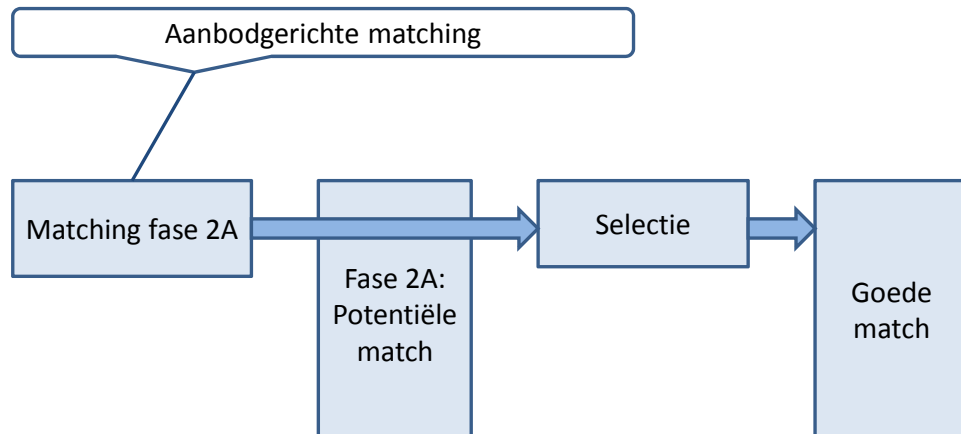 Aanbodgerichte matching
Matching fase 2A
Fase 2A:
Potentiële
match
Selectie
Goede
match